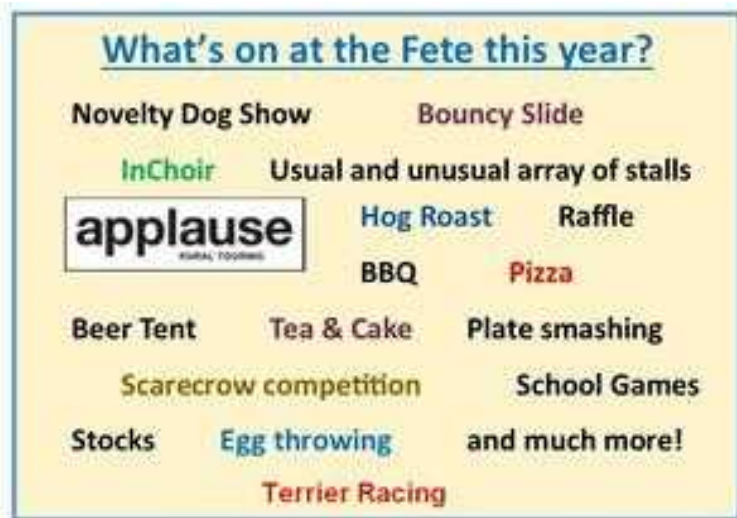 What's on at the Fete this year?
Novelty Dog Show Bouncy Slide
InChoir Usual and unusual array of stalls
applause
RURAL TOURING
Hog Roast Raffle
BBQ Pizza
Beer Tent Tea & Cake Plate smashing
Scarecrow competition School Games
Stocks Egg throwing and much more!
Terrier Racing